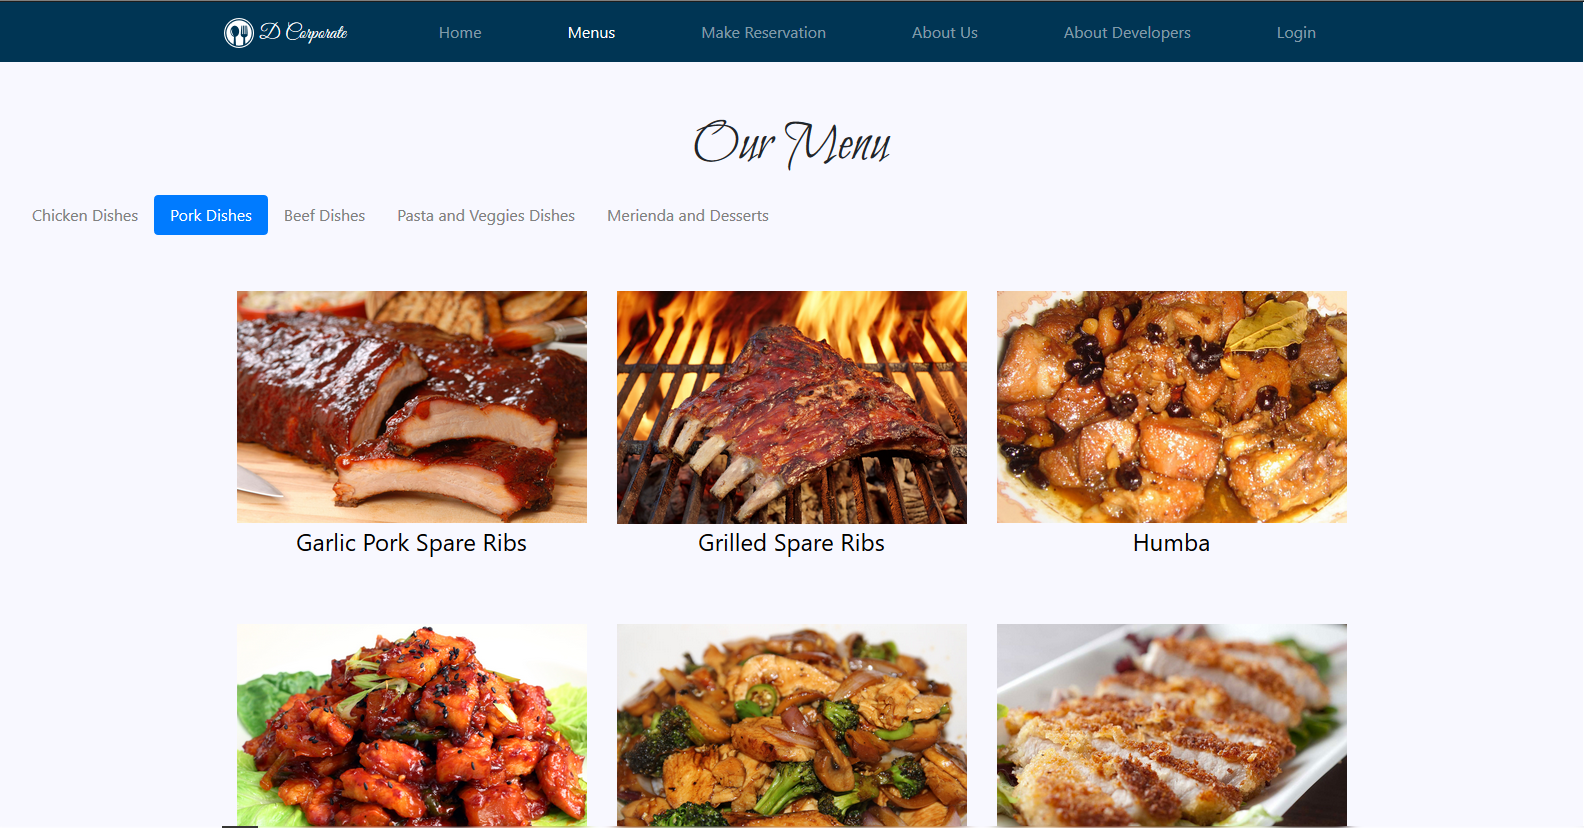 D Corporate Home Menus Make Reservation About Us About Developers Login
Our Menu
Chicken Dishes Pork Dishes Beef Dishes Pasta and Veggies Dishes Merienda and Desserts
Garlic Pork Spare Ribs Grilled Spare Ribs Humba